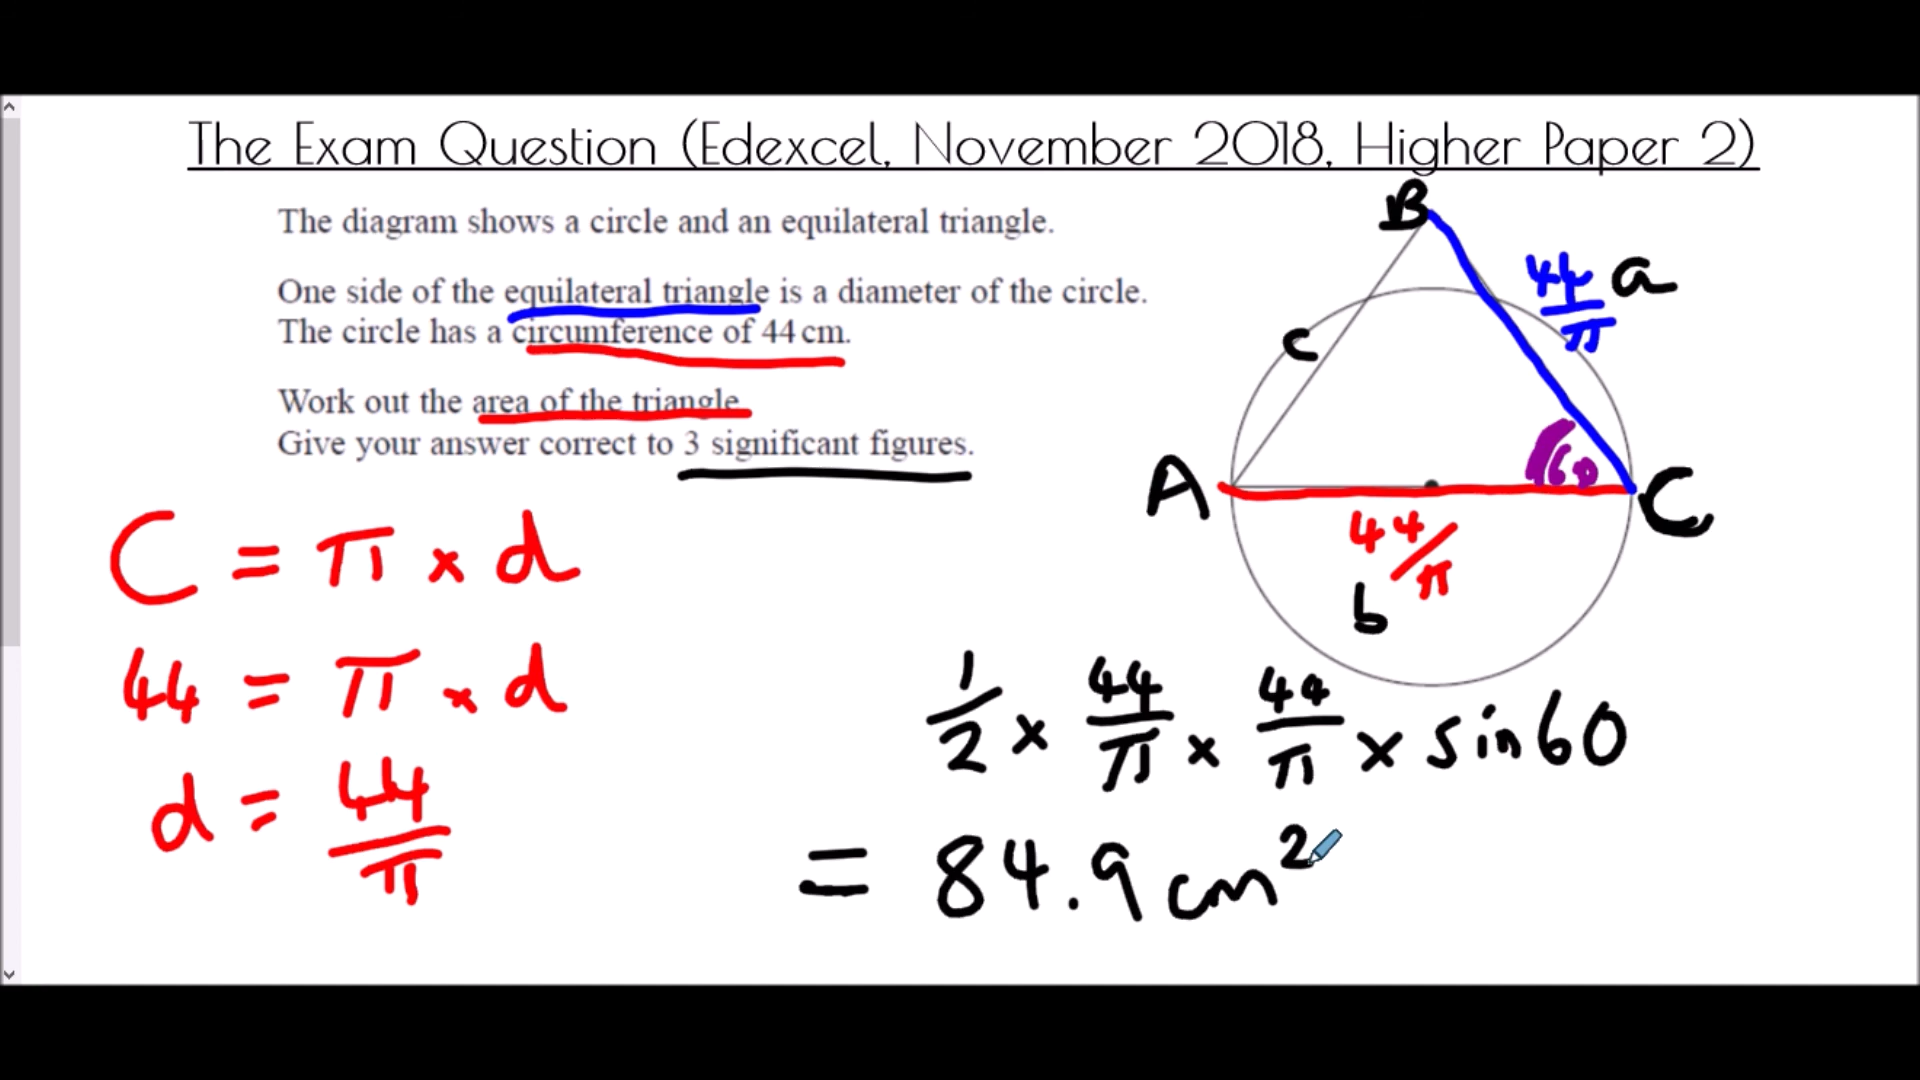 The Exam Question (Edexcel, November 2018, Higher Paper 2)
The diagram shows a circle and an equilateral triangle.
One side of the equilateral triangle is a diameter of the circle.
The circle has a circumference of 44 cm.
Work out the area of the triangle.
Give your answer correct to 3 significant figures.
B
44/π a
c
60
A
C
44/π
b
C = π × d
44 = π × d
d = 44/π
1/2 × 44/π × 44/π × sin60
= 84.9 cm²